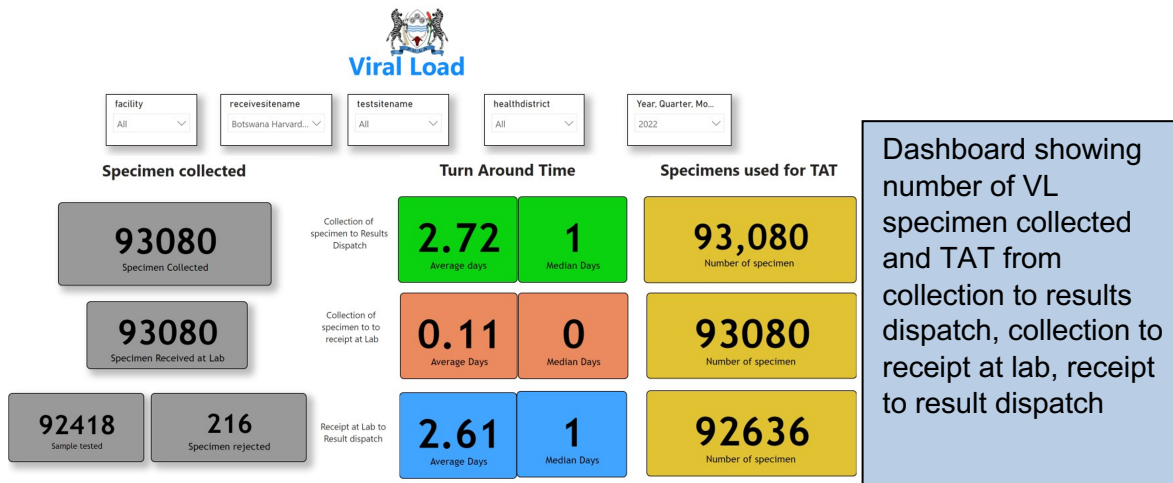 Viral Load
facility
All
receivesitename
Botswana Harvard...
testsitename
All
healthdistrict
All
Year, Quarter, Mo...
2022
Specimen collected
Turn Around Time
Specimens used for TAT
93080
Specimen Collected
Collection of
specimen to Results
Dispatch
2.72
Average days
1
Median Days
93,080
Number of specimen
93080
Specimen Received at Lab
Collection of
specimen to to
receipt at Lab
0.11
Average Days
0
Median Days
93080
Number of specimen
92418
Sample tested
216
Specimen rejected
Receipt at Lab to
Result dispatch
2.61
Average Days
1
Median Days
92636
Number of specimen
Dashboard showing
number of VL
specimen collected
and TAT from
collection to results
dispatch, collection to
receipt at lab, receipt
to result dispatch